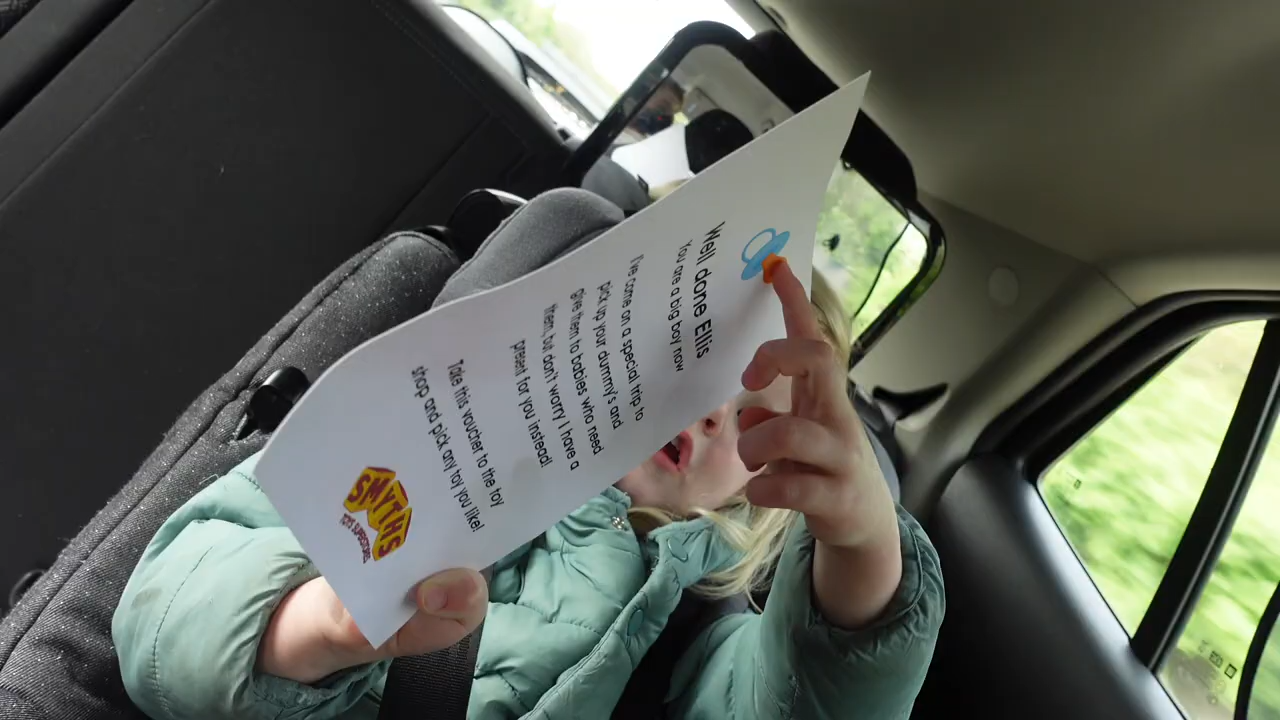 Well done Ellis
You are a big boy now
I've come on a special trip to
pick up your dummy's and
give them to babies who need
them, but don't worry I have a
present for you instead!
Take this voucher to the toy
shop and pick any toy you like!
SMYTHS
TOYS SUPERSTORES